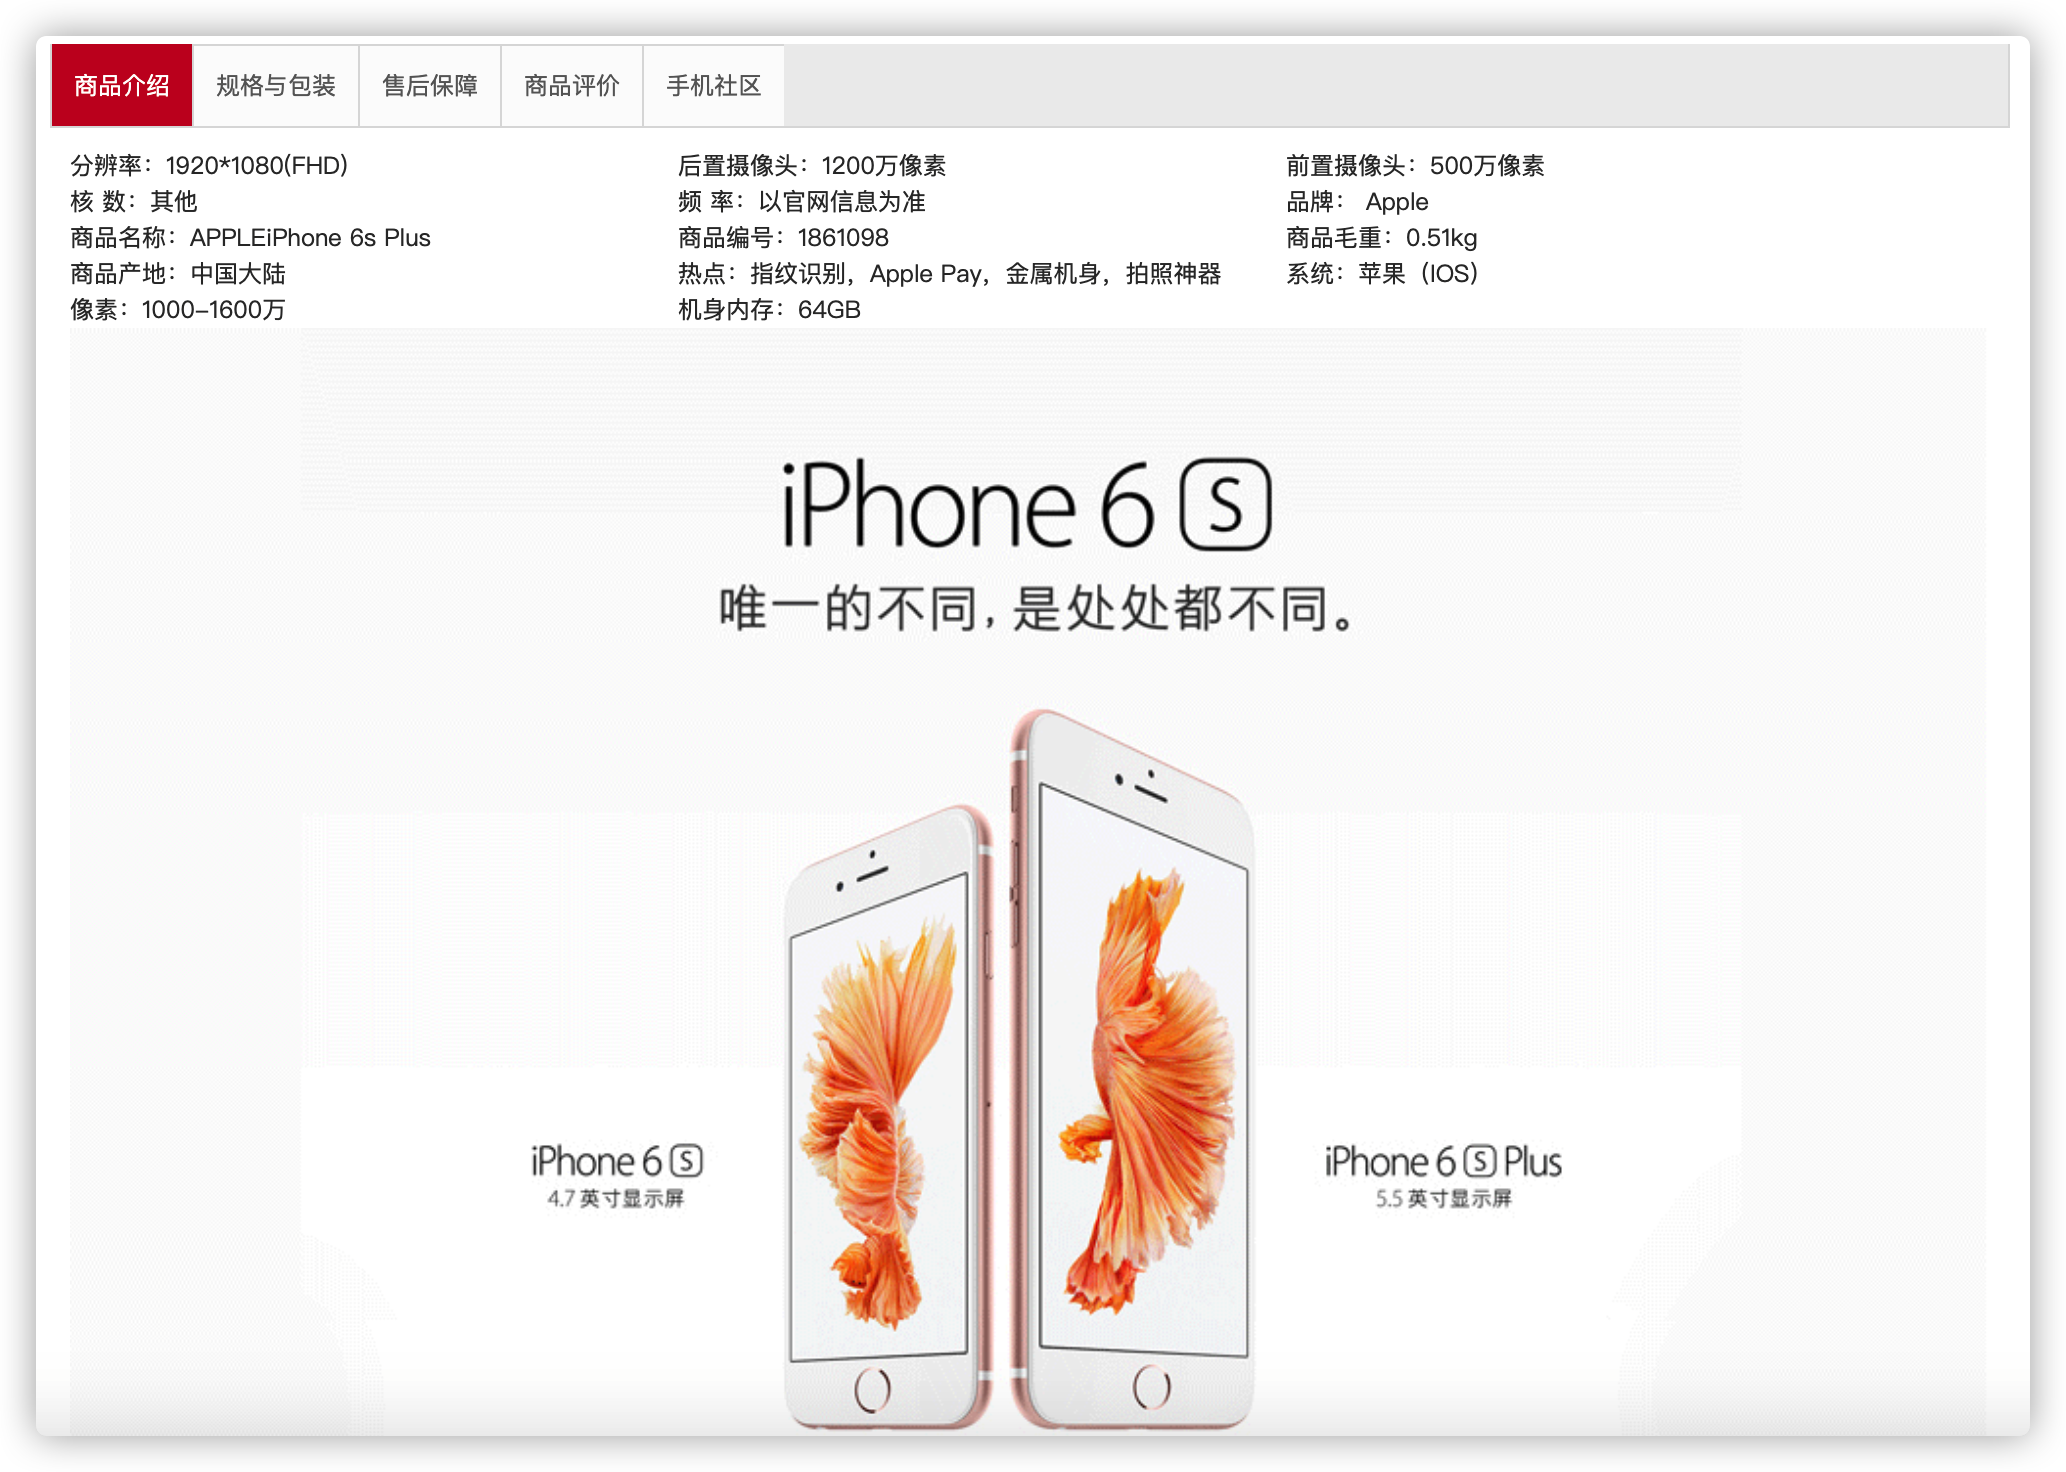 商品介绍 规格与包装 售后保障 商品评价 手机社区
分辨率：1920*1080(FHD) 后置摄像头：1200万像素 前置摄像头：500万像素
核 数：其他 频 率：以官网信息为准 品牌： Apple
商品名称：APPLEiPhone 6s Plus 商品编号：1861098 商品毛重：0.51kg
商品产地：中国大陆 热点：指纹识别，Apple Pay，金属机身，拍照神器 系统：苹果（IOS）
像素：1000-1600万 机身内存：64GB
iPhone 6 S
唯一的不同，是处处都不同。
iPhone 6 S
4.7 英寸显示屏
iPhone 6 S Plus
5.5 英寸显示屏